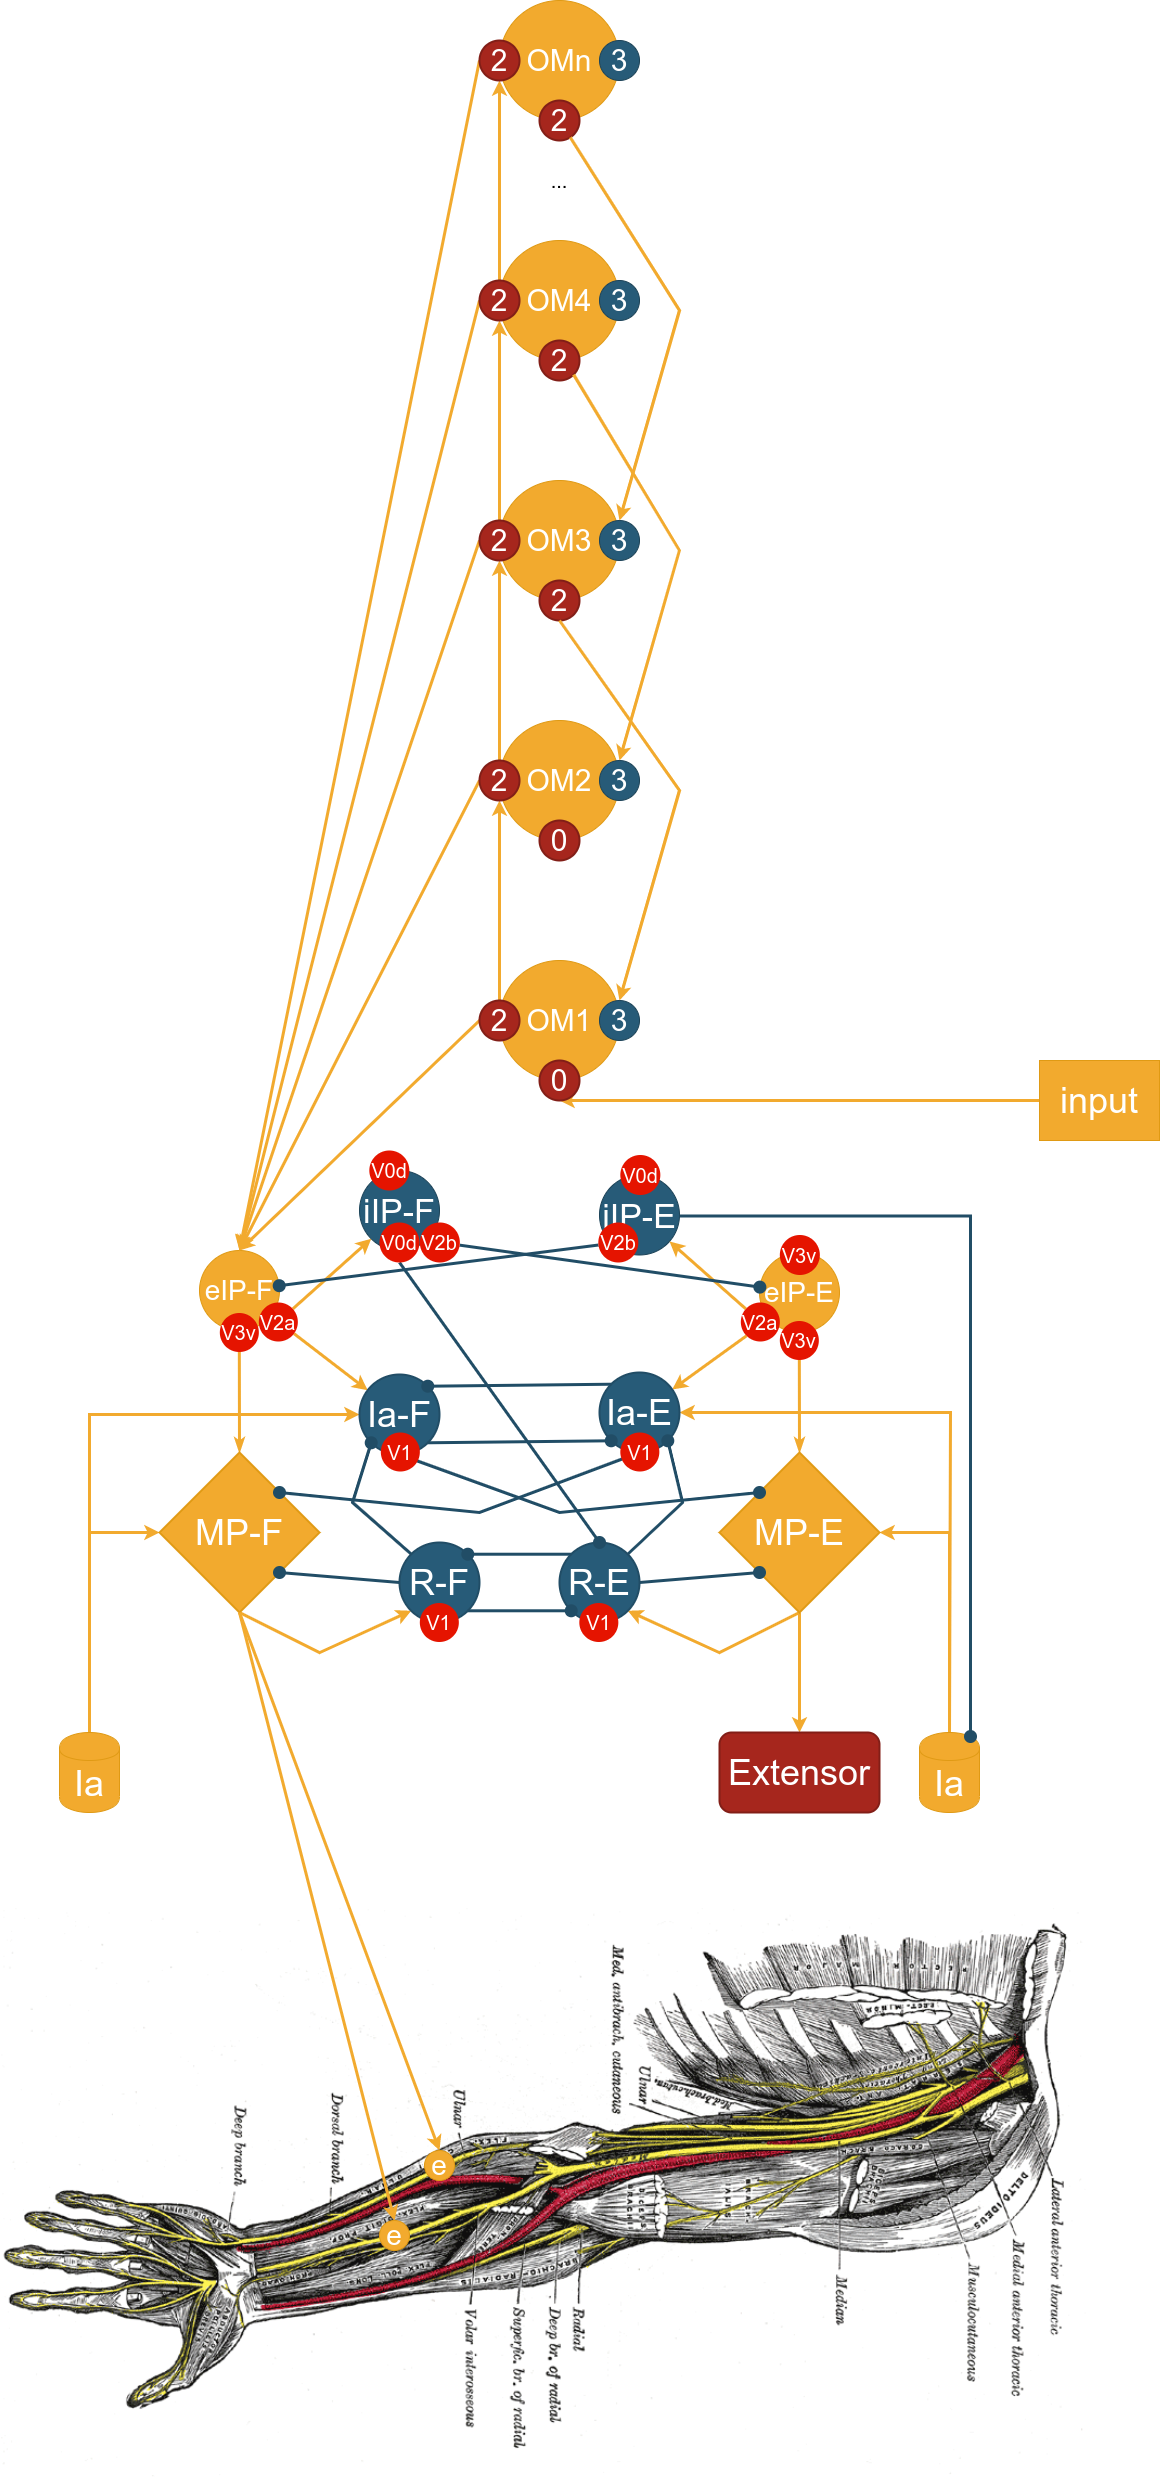 2 OMn 3
2
...
2 OM4 3
2
2 OM3 3
2
2 OM2 3
0
2 OM1 3
0
input
V0d
V0d
iIP-F
iIP-E
V0d V2b
V2b
V3v
eIP-F
eIP-E
V3v V2a
V2a V3v
Ia-F
Ia-E
V1
V1
MP-F
MP-E
R-F
R-E
V1
V1
Ia
Extensor
Ia
Med. antibrach. cutaneous
Ulnar
Ulnar
Dorsal branch
Deep branch
e
e
DELTOIDEUS
BRACHIO-RADIALIS
Lateral anterior thoracic
Medial anterior thoracic
Musculocutaneous
Median
Radial
Deep br. of radial
Superfic. br. of radial
Volar interosseous